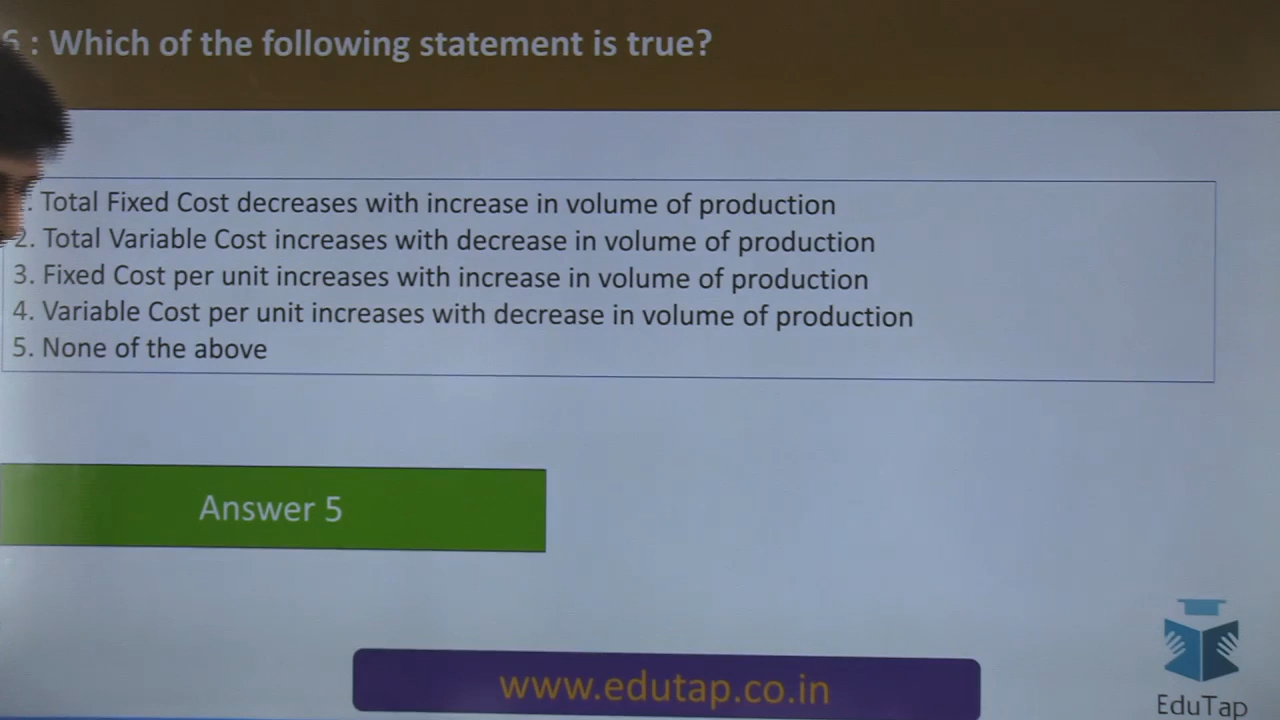 6 : Which of the following statement is true?
1. Total Fixed Cost decreases with increase in volume of production
2. Total Variable Cost increases with decrease in volume of production
3. Fixed Cost per unit increases with increase in volume of production
4. Variable Cost per unit increases with decrease in volume of production
5. None of the above
Answer 5
www.edutap.co.in
EduTap